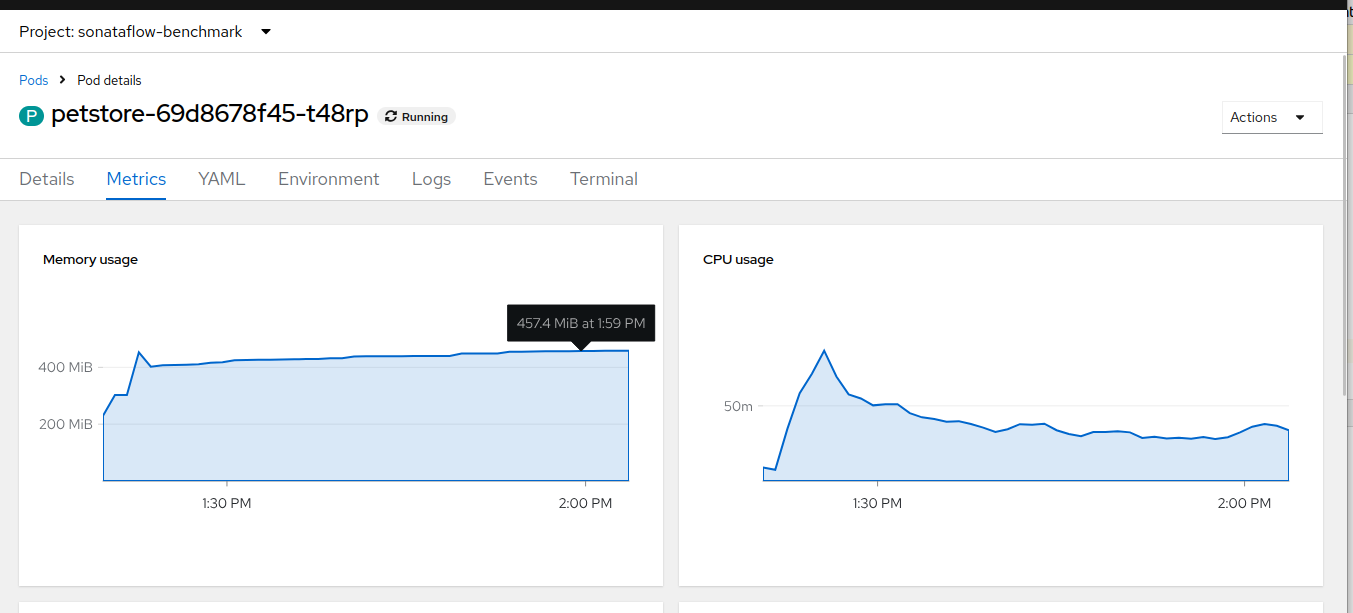 Project: sonataflow-benchmark
Pods > Pod details
P petstore-69d8678f45-t48rp Running
Actions
Details Metrics YAML Environment Logs Events Terminal
Memory usage
457.4 MiB at 1:59 PM
400 MiB
200 MiB
1:30 PM 2:00 PM
CPU usage
50m
1:30 PM 2:00 PM